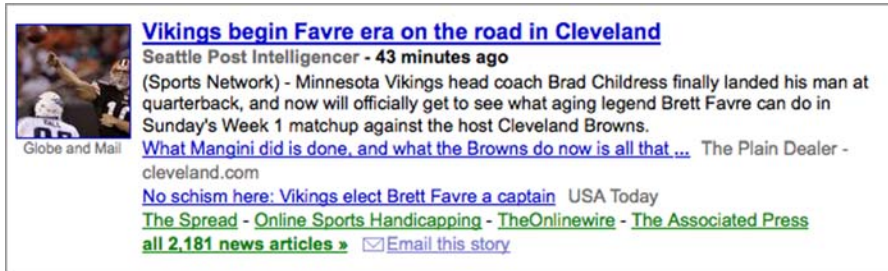 Vikings begin Favre era on the road in Cleveland
Seattle Post Intelligencer - 43 minutes ago
(Sports Network) - Minnesota Vikings head coach Brad Childress finally landed his man at
quarterback, and now will officially get to see what aging legend Brett Favre can do in
Sunday's Week 1 matchup against the host Cleveland Browns.
Globe and Mail
What Mangini did is done, and what the Browns do now is all that ... The Plain Dealer -
cleveland.com
No schism here: Vikings elect Brett Favre a captain USA Today
The Spread - Online Sports Handicapping - TheOnlinewire - The Associated Press
all 2,181 news articles » Email this story